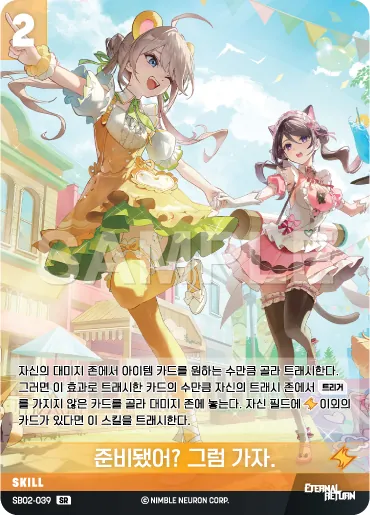 2
SAMPLE
자신의 대미지 존에서 아이템 카드를 원하는 수만큼 골라 트래시한다.
그러면 이 효과로 트래시한 카드의 수만큼 자신의 트래시 존에서 트리거
를 가지지 않은 카드를 골라 대미지 존에 놓는다. 자신 필드에 이외의
카드가 있다면 이 스킬을 트래시한다.
준비됐어? 그럼 가자.
SKILL
SB02-039 SR ©NIMBLE NEURON CORP. ETERNAL RETURN